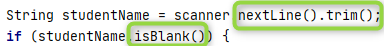 String studentName = scanner nextLine().trim();
if (studentName.isBlank()) {